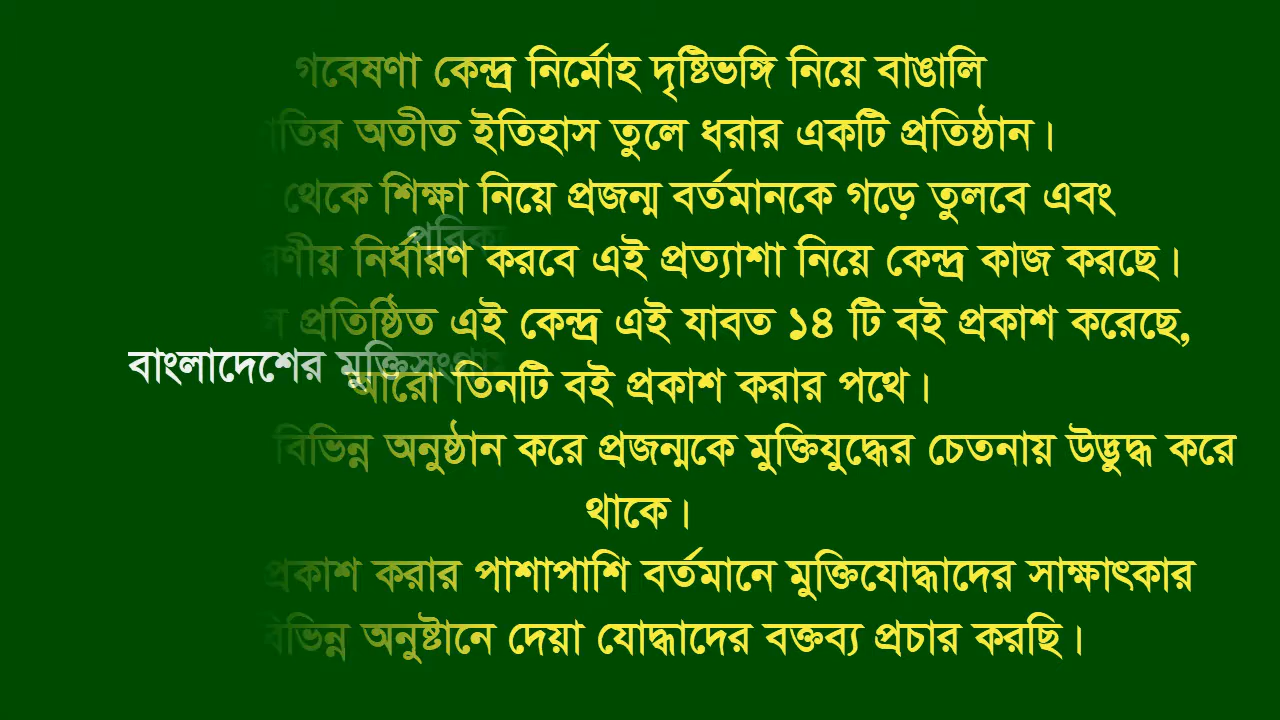 গবেষণা কেন্দ্র নির্মোহ দৃষ্টিভঙ্গি নিয়ে বাঙালি
অতীত ইতিহাস তুলে ধরার একটি প্রতিষ্ঠান।
থেকে শিক্ষা নিয়ে প্রজন্ম বর্তমানকে গড়ে তুলবে এবং
নির্ধারণ করবে এই প্রত্যাশা নিয়ে কেন্দ্র কাজ করছে।
প্রতিষ্ঠিত এই কেন্দ্র এই যাবত ১৪ টি বই প্রকাশ করেছে,
বাংলাদেশের
আরো তিনটি বই প্রকাশ করার পথে।
বিভিন্ন অনুষ্ঠান করে প্রজন্মকে মুক্তিযুদ্ধের চেতনায় উদ্ভুদ্ধ করে
থাকে।
প্রকাশ করার পাশাপাশি বর্তমানে মুক্তিযোদ্ধাদের সাক্ষাৎকার
বিভিন্ন অনুষ্টানে দেয়া যোদ্ধাদের বক্তব্য প্রচার করছি।